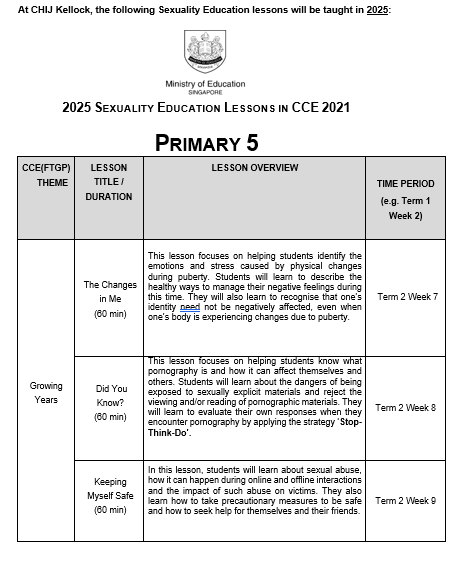 At CHIJ Kellock, the following Sexuality Education lessons will be taught in 2025:
Ministry of Education
SINGAPORE
2025 SEXUALITY EDUCATION LESSONS IN CCE 2021
PRIMARY 5
CCE(FTGP)
THEME
LESSON
TITLE /
DURATION
LESSON OVERVIEW
TIME PERIOD
(e.g. Term 1
Week 2)
Growing
Years
The Changes
in Me
(60 min)
This lesson focuses on helping students identify the
emotions and stress caused by physical changes
during puberty. Students will learn to describe the
healthy ways to manage their negative feelings during
this time. They will also learn to recognise that one's
identity need not be negatively affected, even when
one's body is experiencing changes due to puberty.
Term 2 Week 7
Did You
Know?
(60 min)
This lesson focuses on helping students know what
pornography is and how it can affect themselves and
others. Students will learn about the dangers of being
exposed to sexually explicit materials and reject the
viewing and/or reading of pornographic materials. They
will learn to evaluate their own responses when they
encounter pornography by applying the strategy 'Stop-
Think-Do'.
Term 2 Week 8
Keeping
Myself Safe
(60 min)
In this lesson, students will learn about sexual abuse,
how it can happen during online and offline interactions
and the impact of such abuse on victims. They also
learn how to take precautionary measures to be safe
and how to seek help for themselves and their friends.
Term 2 Week 9